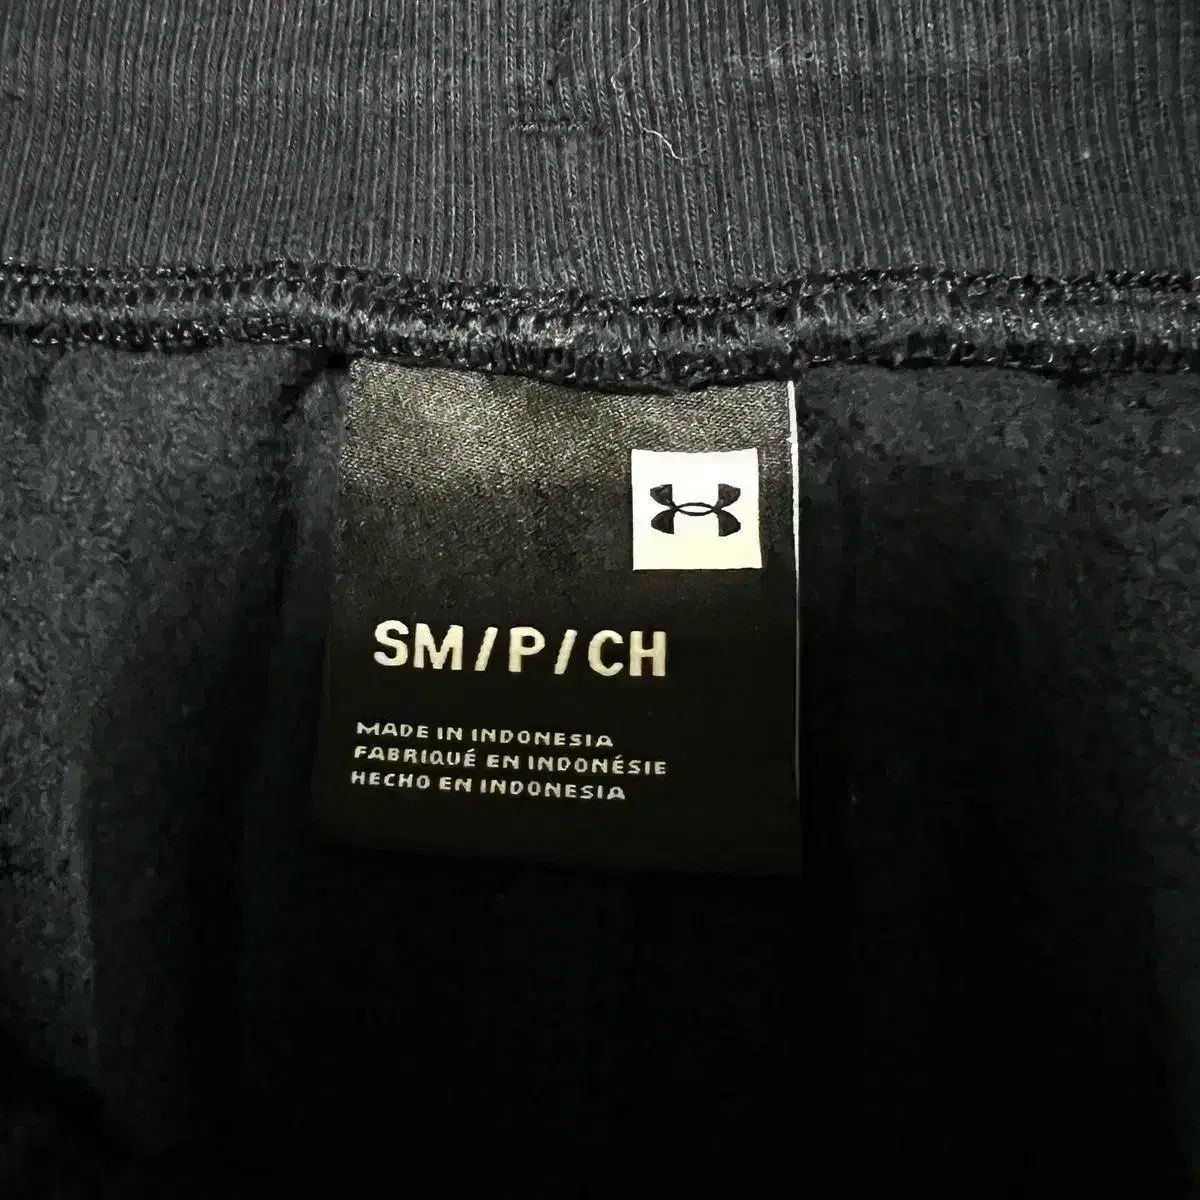 SM/P/CH
MADE IN INDONESIA
FABRIQUÉ EN INDONÉSIE
HECHO EN INDONESIA